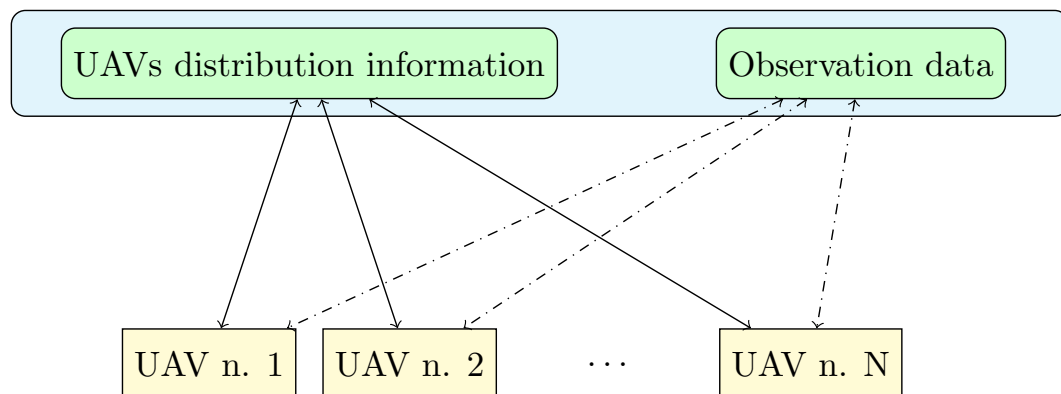 UAVs distribution information
Observation data
UAV n. 1
UAV n. 2
...
UAV n. N